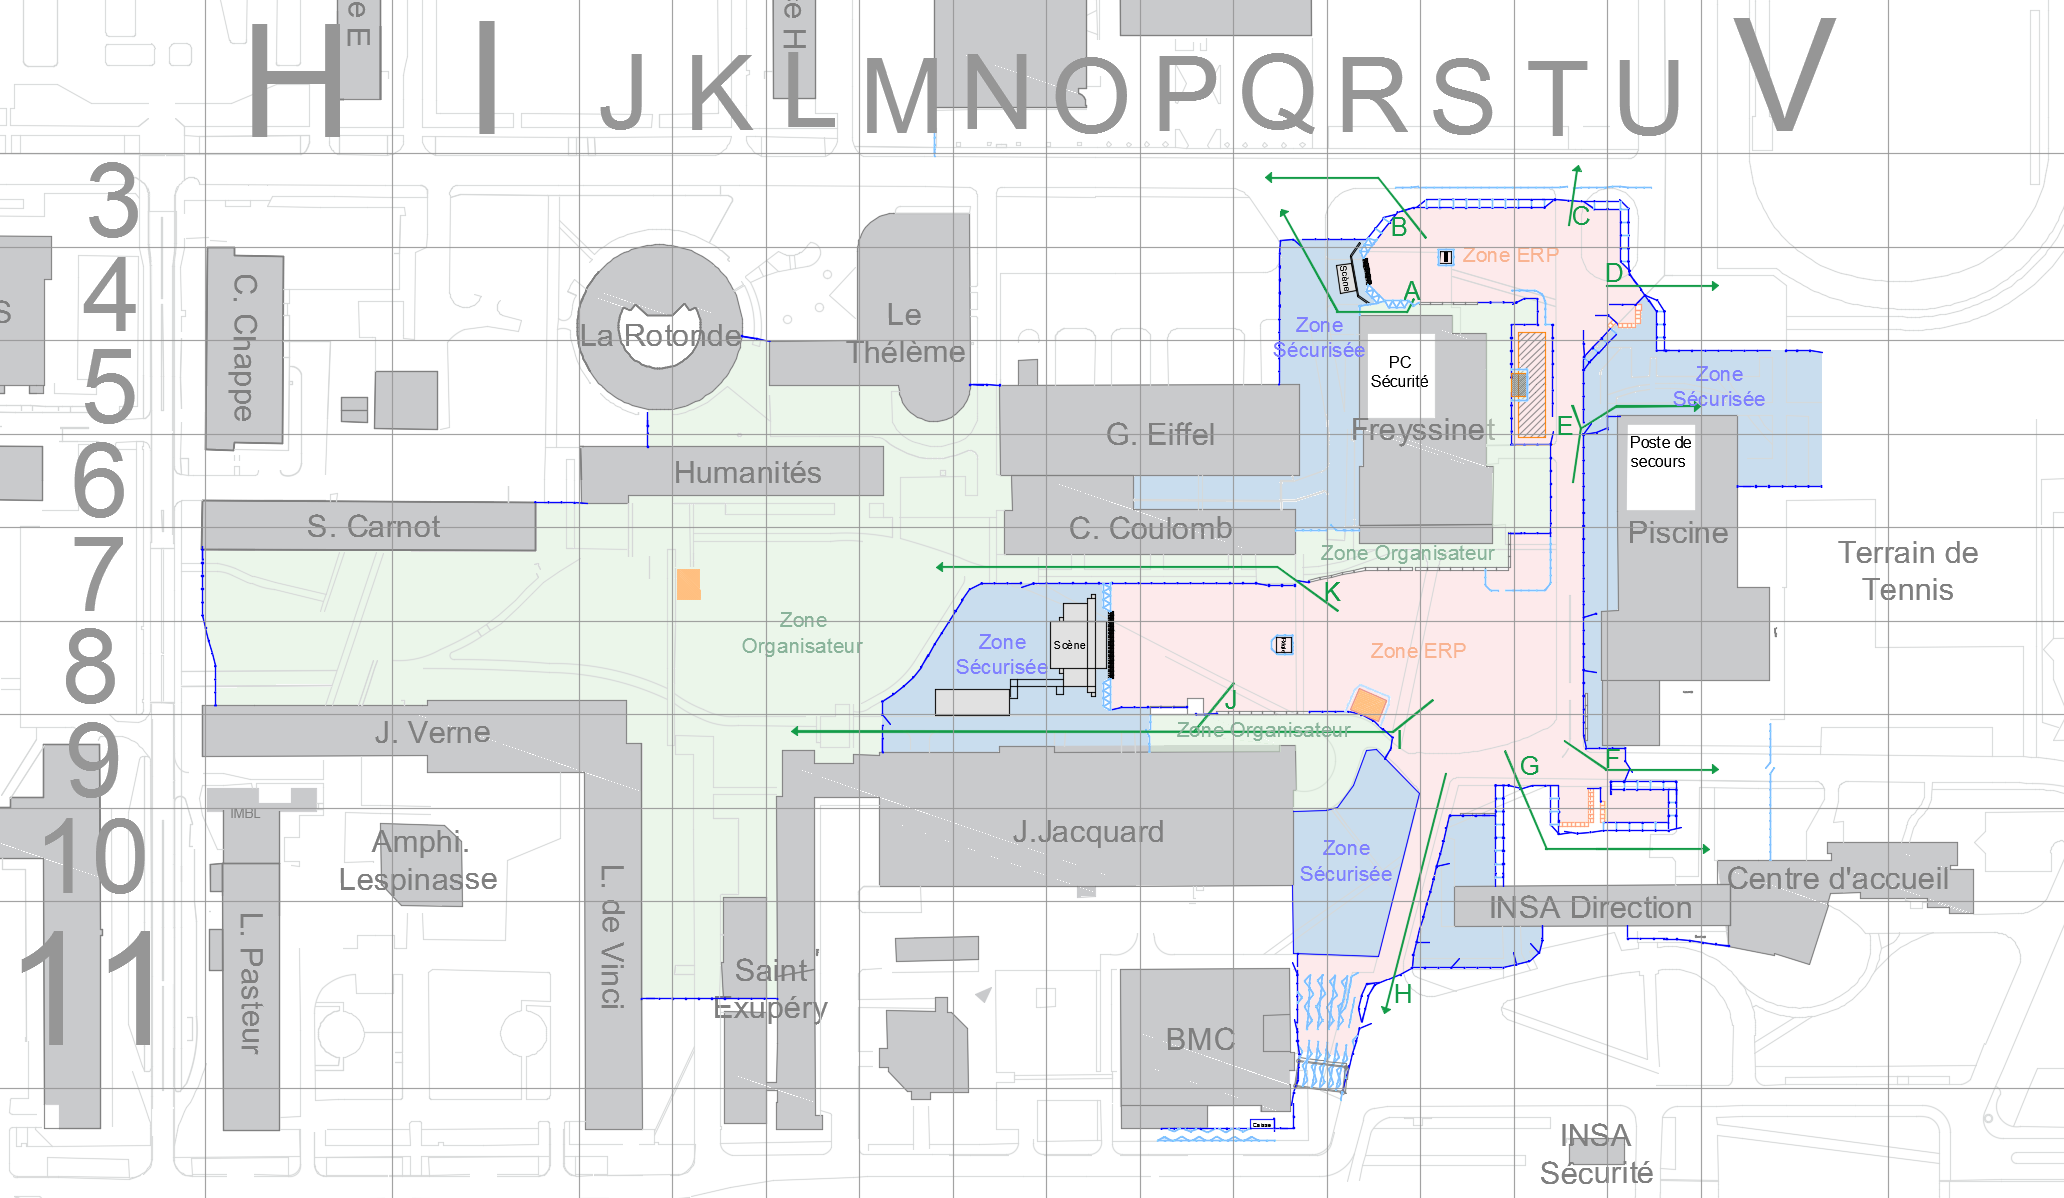 e E
e H
H I J K L M N O P Q R S T U V
3
4
5
6
7
8
9
10
11
S
C. Chappe
La Rotonde
Le
Thélème
G. Eiffel
Humanités
S. Carnot
C. Coulomb
Freyssinet
PC
Sécurité
Scène
Zone ERP
Zone
Sécurisée
A
B
C
D
E
Zone
Sécurisée
Poste de
secours
Piscine
Terrain de
Tennis
Zone Organisateur
K
Zone
Organisateur
Zone
Sécurisée
Scène
Zone ERP
J
Zone Organisateur
I
J. Verne
F
G
IMBL
Amphi.
Lespinasse
L. Pasteur
L. de Vinci
J.Jacquard
Zone
Sécurisée
Centre d'accueil
INSA Direction
Saint
Exupéry
H
BMC
Caisse
INSA
Sécurité